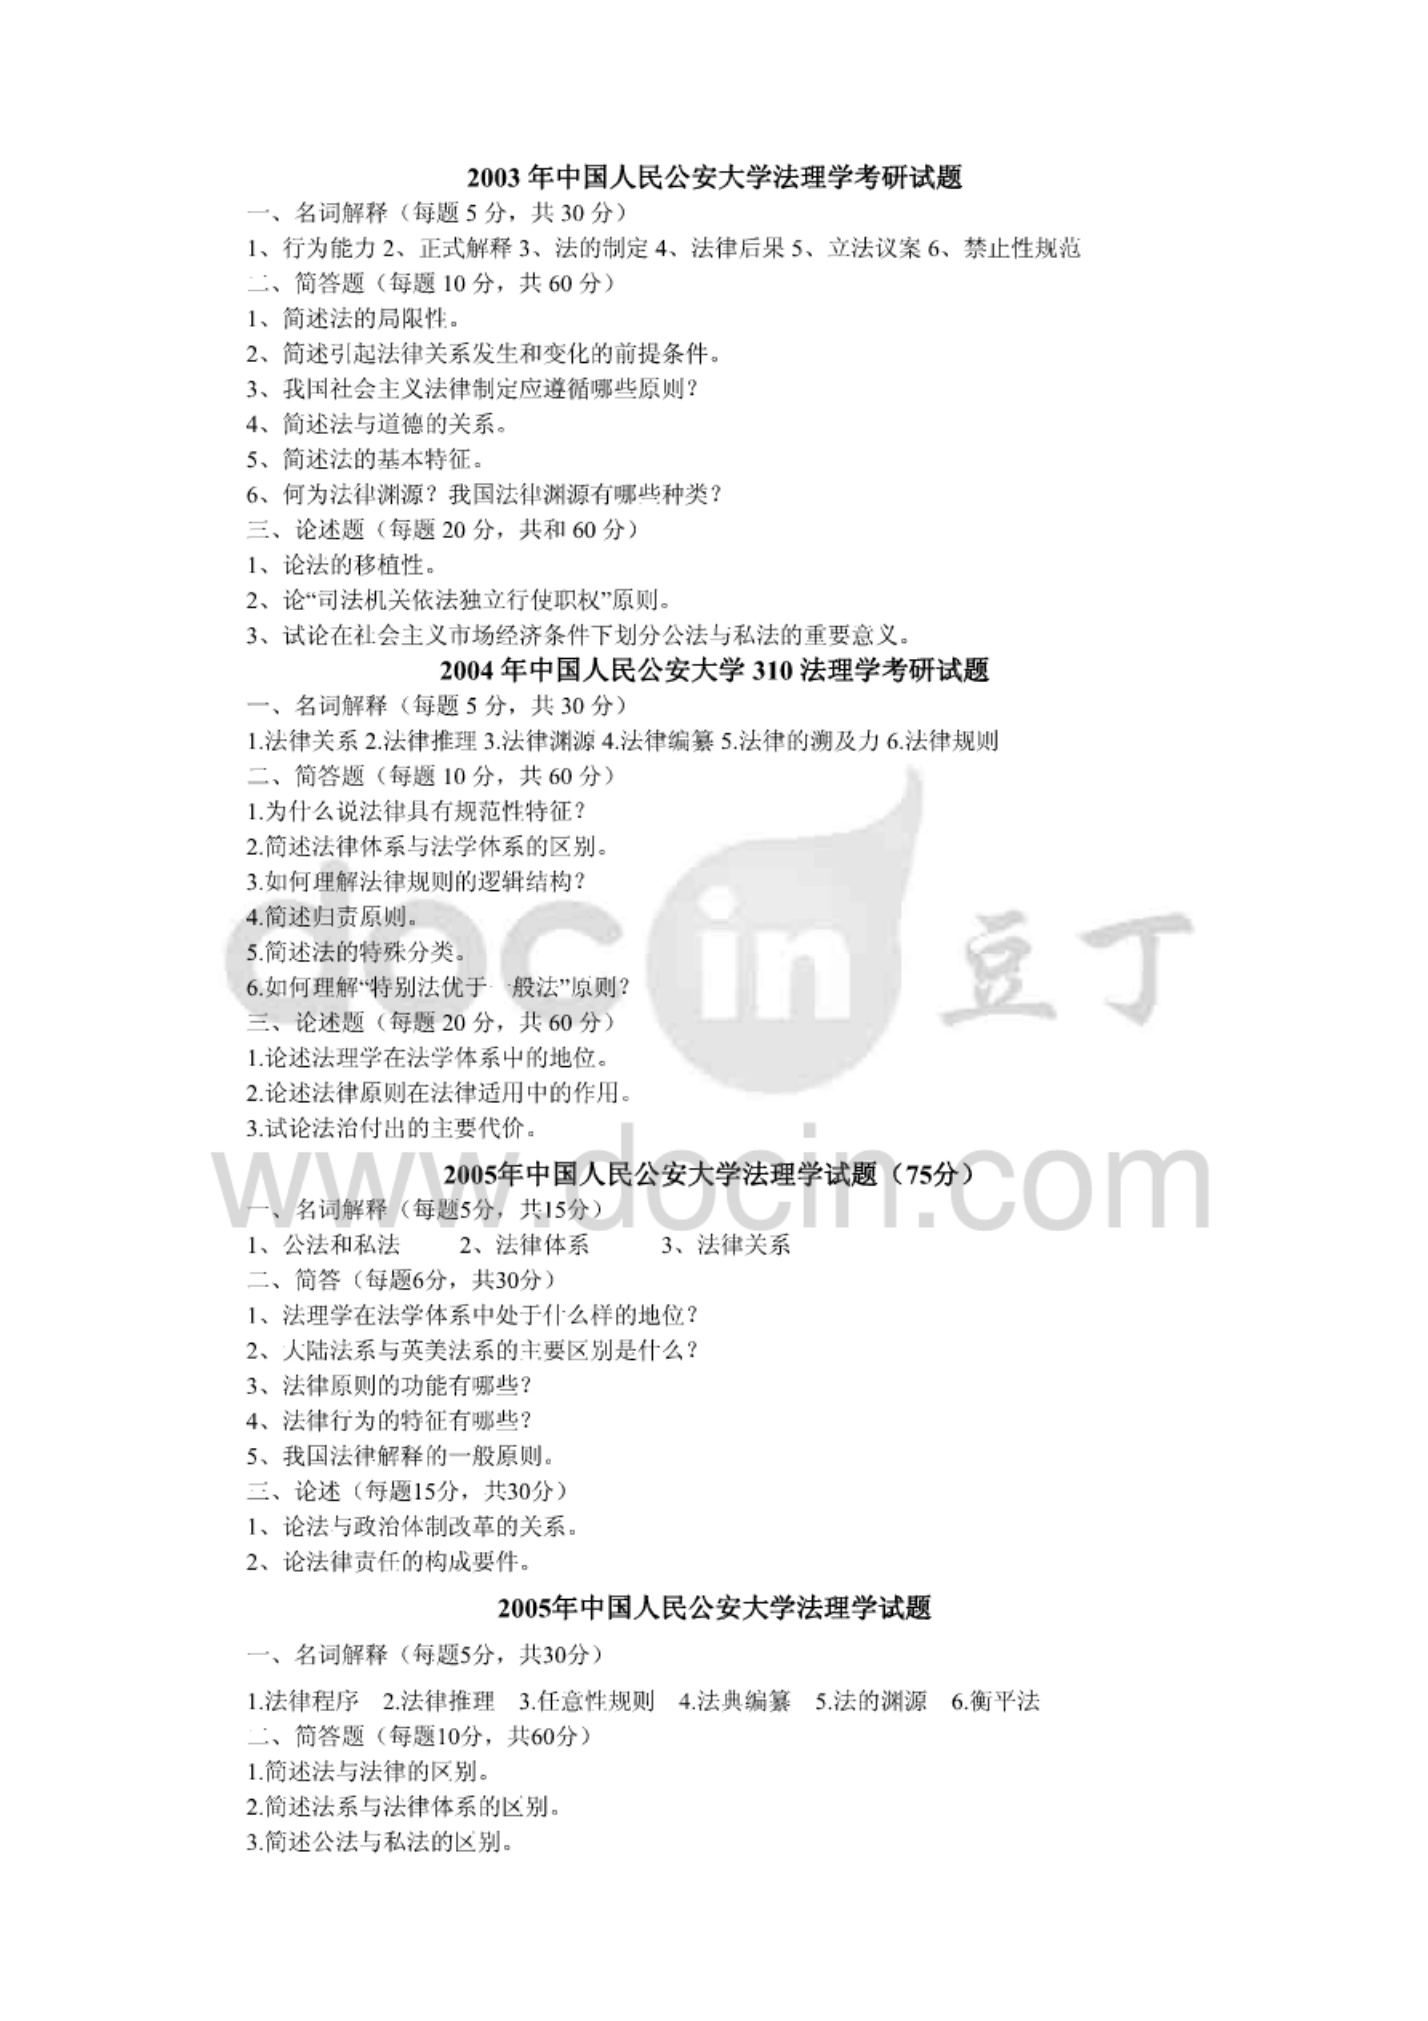 2003 年中国人民公安大学法理学考研试题
一、名词解释（每题 5 分，共 30 分）
1、行为能力 2、正式解释 3、法的制定 4、法律后果 5、立法议案 6、禁止性规范
二、简答题（每题 10 分，共 60 分）
1、简述法的局限性。
2、简述引起法律关系发生和变化的前提条件。
3、我国社会主义法律制定应遵循哪些原则？
4、简述法与道德的关系。
5、简述法的基本特征。
6、何为法律渊源？我国法律渊源有哪些种类？
三、论述题（每题 20 分，共和 60 分）
1、论法的移植性。
2、论“司法机关依法独立行使职权”原则。
3、试论在社会主义市场经济条件下划分公法与私法的重要意义。
2004 年中国人民公安大学 310 法理学考研试题
一、名词解释（每题 5 分，共 30 分）
1.法律关系 2.法律推理 3.法律渊源 4.法律编纂 5.法律的溯及力 6.法律规则
二、简答题（每题 10 分，共 60 分）
1.为什么说法律具有规范性特征？
2.简述法律体系与法学体系的区别。
3.如何理解法律规则的逻辑结构？
4.简述归责原则。
5.简述法的特殊分类。
6.如何理解“特别法优于一般法”原则？
三、论述题（每题 20 分，共 60 分）
1.论述法理学在法学体系中的地位。
2.论述法律原则在法律适用中的作用。
3.试论法治付出的主要代价。
docin 豆丁
www.docin.com
2005年中国人民公安大学法理学试题（75分）
一、名词解释（每题5分，共15分）
1、公法和私法 2、法律体系 3、法律关系
二、简答（每题6分，共30分）
1、法理学在法学体系中处于什么样的地位？
2、大陆法系与英美法系的主要区别是什么？
3、法律原则的功能有哪些？
4、法律行为的特征有哪些？
5、我国法律解释的一般原则。
三、论述（每题15分，共30分）
1、论法与政治体制改革的关系。
2、论法律责任的构成要件。
2005年中国人民公安大学法理学试题
一、名词解释（每题5分，共30分）
1.法律程序 2.法律推理 3.任意性规则 4.法典编纂 5.法的渊源 6.衡平法
二、简答题（每题10分，共60分）
1.简述法与法律的区别。
2.简述法系与法律体系的区别。
3.简述公法与私法的区别。